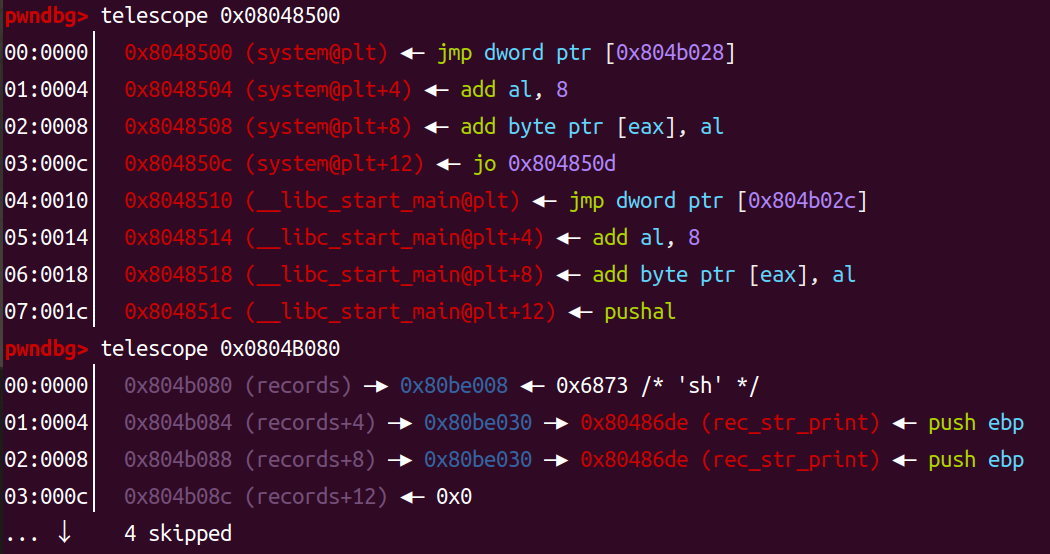 pwndbg> telescope 0x08048500
00:0000│ 0x8048500 (system@plt) ◂— jmp dword ptr [0x804b028]
01:0004│ 0x8048504 (system@plt+4) ◂— add al, 8
02:0008│ 0x8048508 (system@plt+8) ◂— add byte ptr [eax], al
03:000c│ 0x804850c (system@plt+12) ◂— jo 0x804850d
04:0010│ 0x8048510 (__libc_start_main@plt) ◂— jmp dword ptr [0x804b02c]
05:0014│ 0x8048514 (__libc_start_main@plt+4) ◂— add al, 8
06:0018│ 0x8048518 (__libc_start_main@plt+8) ◂— add byte ptr [eax], al
07:001c│ 0x804851c (__libc_start_main@plt+12) ◂— pushal
pwndbg> telescope 0x0804B080
00:0000│ 0x804b080 (records) —▸ 0x80be008 ◂— 0x6873 /* 'sh' */
01:0004│ 0x804b084 (records+4) —▸ 0x80be030 —▸ 0x80486de (rec_str_print) ◂— push ebp
02:0008│ 0x804b088 (records+8) —▸ 0x80be030 —▸ 0x80486de (rec_str_print) ◂— push ebp
03:000c│ 0x804b08c (records+12) ◂— 0x0
... ↓ 4 skipped